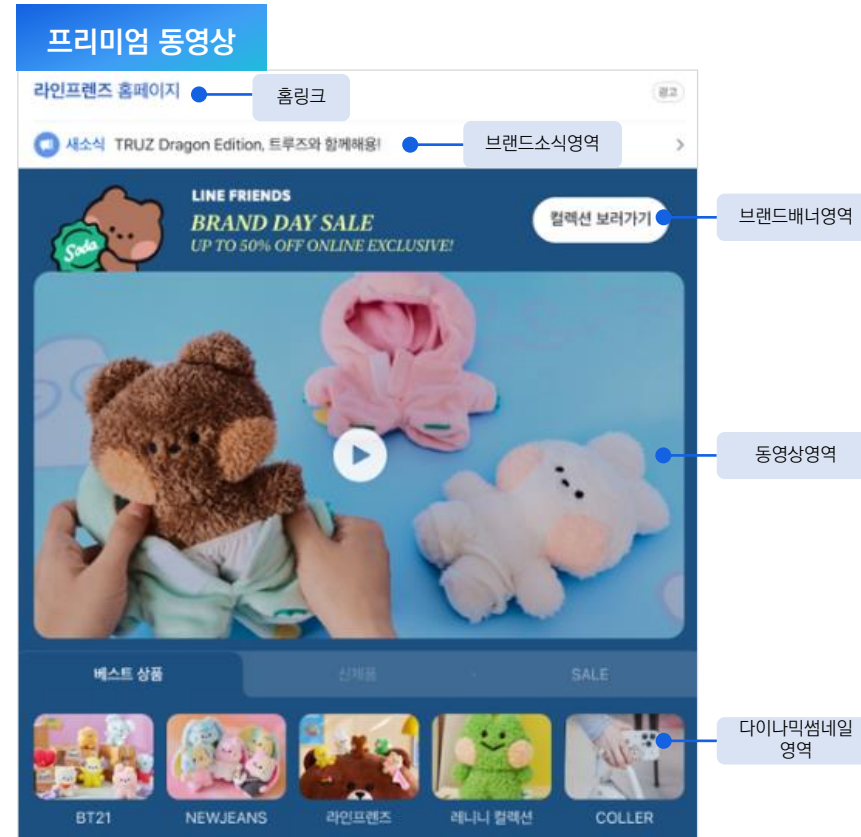 프리미엄 동영상
라인프렌즈 홈페이지
홈링크
광고
새소식 TRUZ Dragon Edition, 트루즈와 함께해용!
브랜드소식영역
LINE FRIENDS
BRAND DAY SALE
UP TO 50% OFF ONLINE EXCLUSIVE!
Soda
컬렉션 보러가기
브랜드배너영역
동영상영역
베스트 상품 신제품 SALE
다이나믹썸네일
영역
BT21 NEWJEANS 라인프렌즈 레니니 컬렉션 COLLER